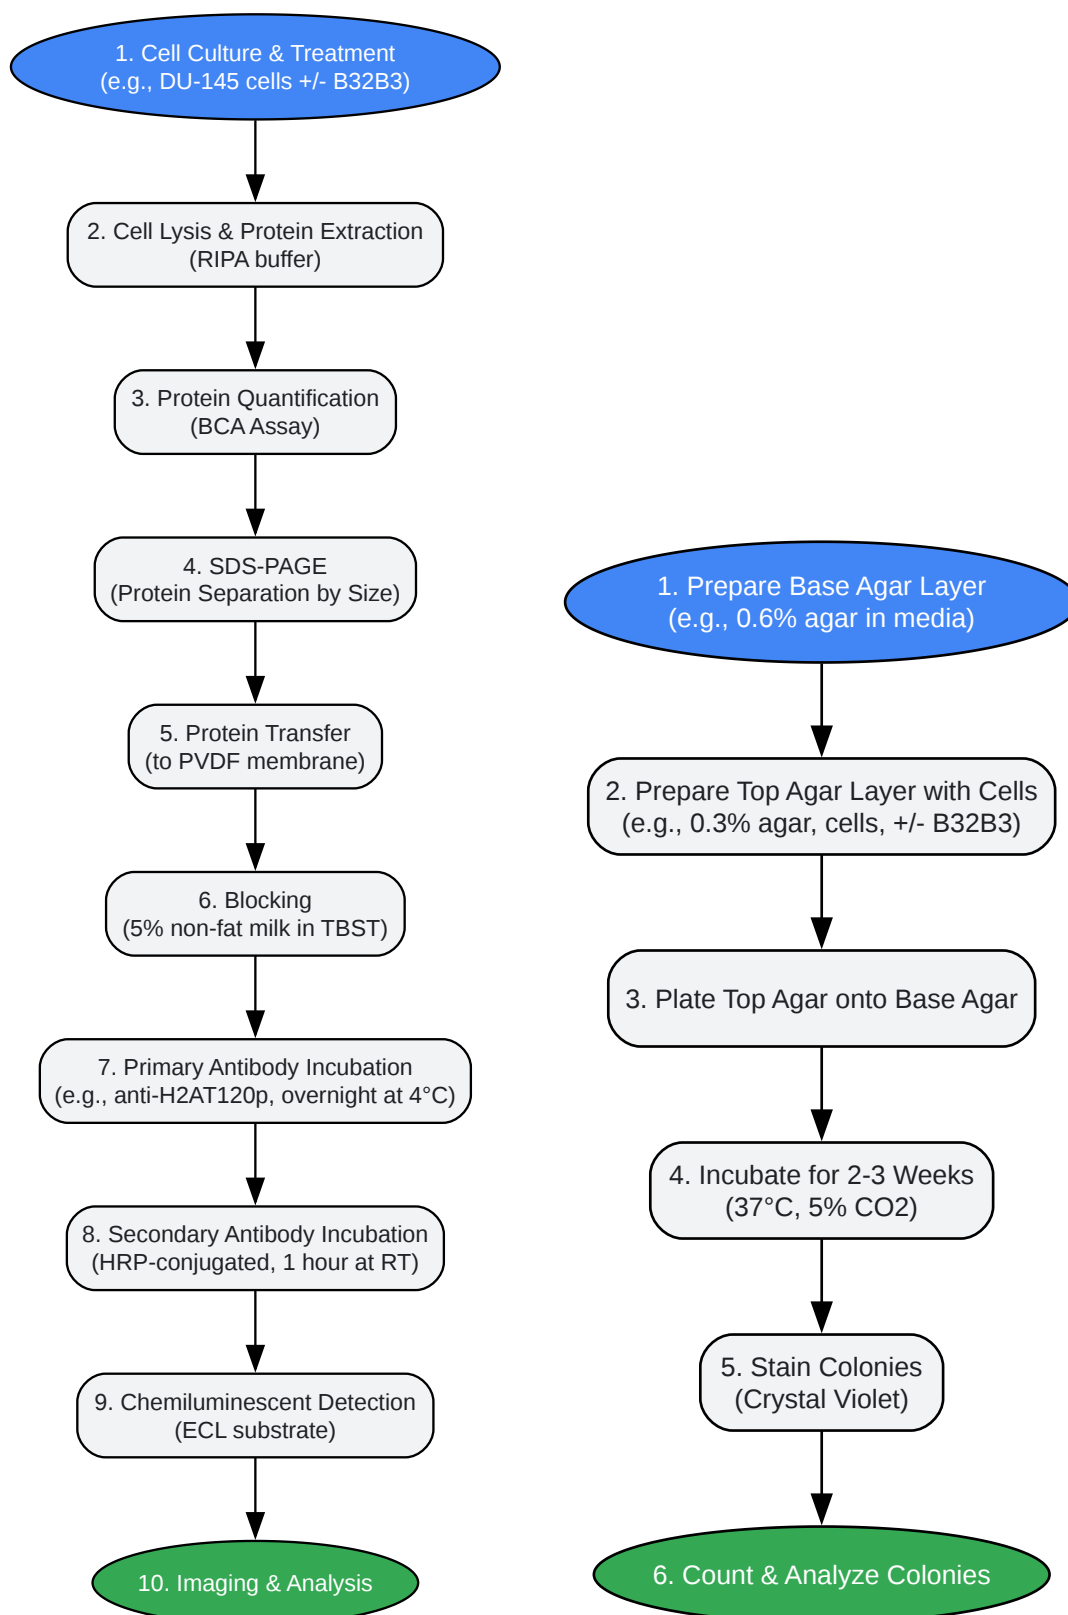 1. Cell Culture & Treatment
(e.g., DU-145 cells +/- B32B3)
2. Cell Lysis & Protein Extraction
(RIPA buffer)
3. Protein Quantification
(BCA Assay)
4. SDS-PAGE
(Protein Separation by Size)
5. Protein Transfer
(to PVDF membrane)
6. Blocking
(5% non-fat milk in TBST)
7. Primary Antibody Incubation
(e.g., anti-H2AT120p, overnight at 4°C)
8. Secondary Antibody Incubation
(HRP-conjugated, 1 hour at RT)
9. Chemiluminescent Detection
(ECL substrate)
10. Imaging & Analysis
1. Prepare Base Agar Layer
(e.g., 0.6% agar in media)
2. Prepare Top Agar Layer with Cells
(e.g., 0.3% agar, cells, +/- B32B3)
3. Plate Top Agar onto Base Agar
4. Incubate for 2-3 Weeks
(37°C, 5% CO2)
5. Stain Colonies
(Crystal Violet)
6. Count & Analyze Colonies